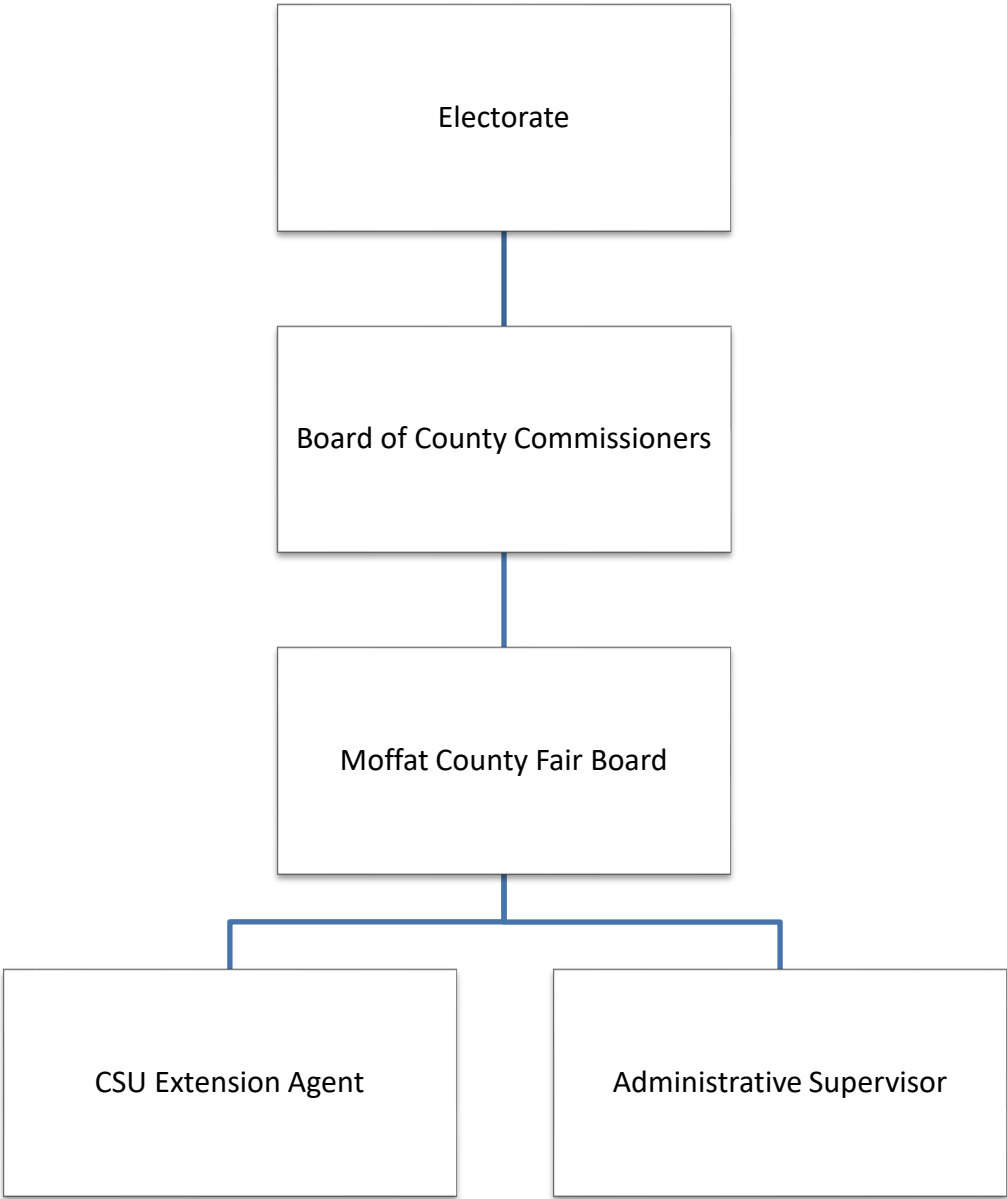 Electorate
Board of County Commissioners
Moffat County Fair Board
CSU Extension Agent
Administrative Supervisor